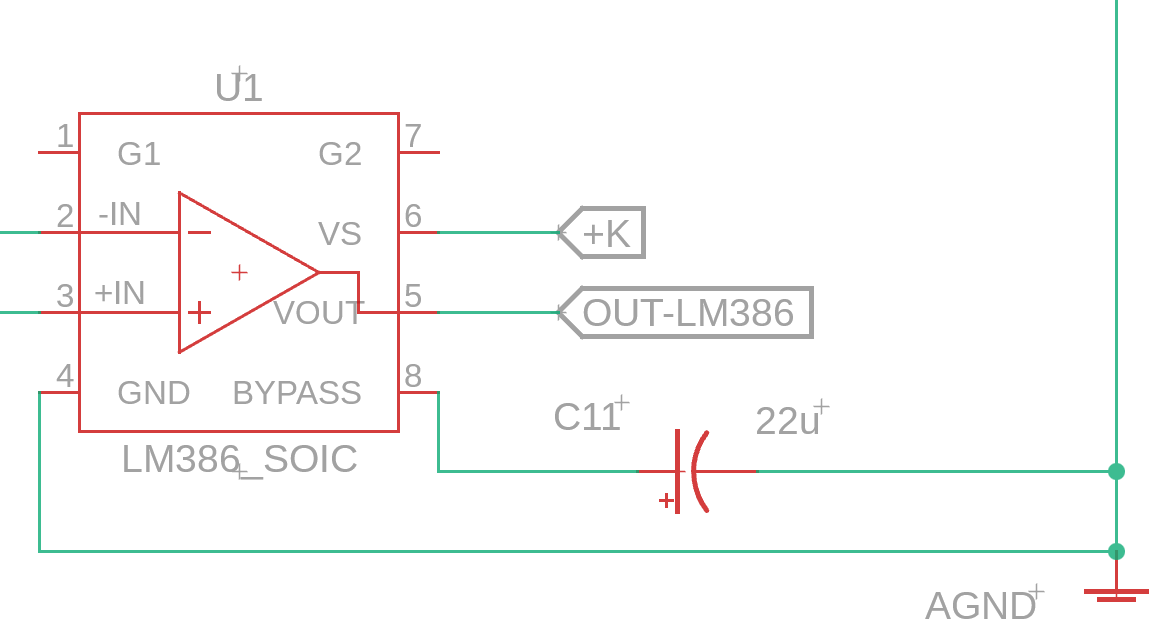 U1
1 G1 G2 7
2 -IN VS 6 +K
3 +IN VOUT 5 OUT-LM386
4 GND BYPASS 8
C11 22u
LM386_SOIC
+
AGND